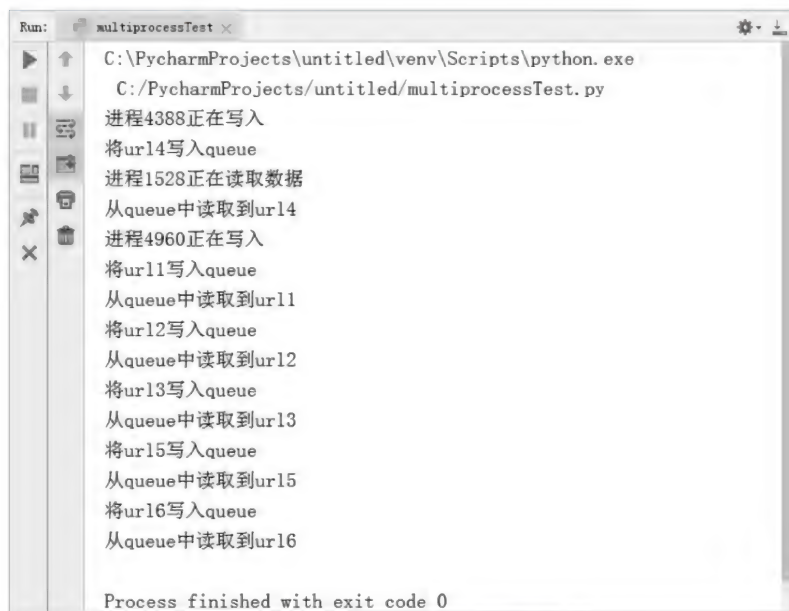 Run: multiprocessTest
C:\PycharmProjects\untitled\venv\Scripts\python.exe
C:/PycharmProjects/untitled/multiprocessTest.py
进程4388正在写入
将url4写入queue
进程1528正在读取数据
从queue中读取到url4
进程4960正在写入
将url1写入queue
从queue中读取到url1
将url2写入queue
从queue中读取到url2
将url3写入queue
从queue中读取到url3
将url5写入queue
从queue中读取到url5
将url6写入queue
从queue中读取到url6
Process finished with exit code 0